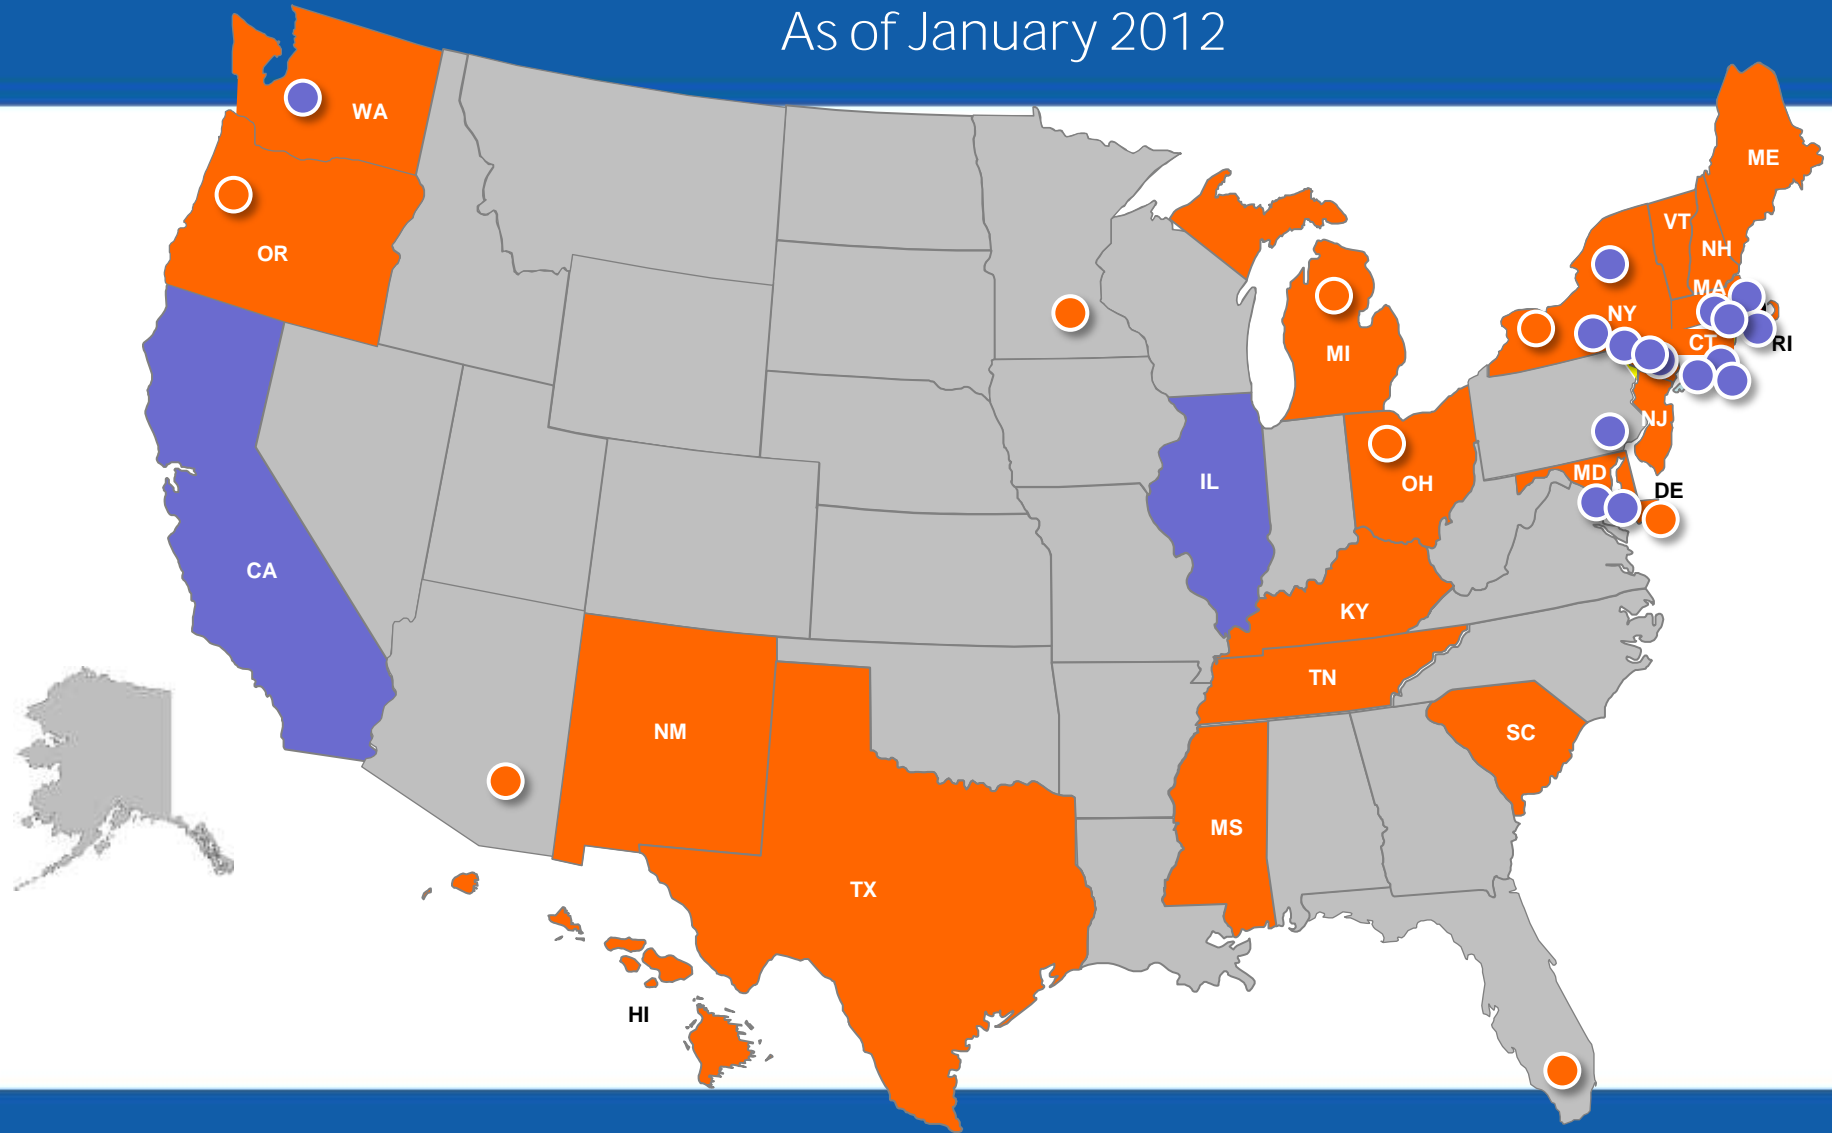 As of January 2012
WA
ME
VT
OR
NH
MA
NY
CT
RI
MI
NJ
MD
IL
OH
DE
CA
KY
TN
NM
SC
MS
TX
HI